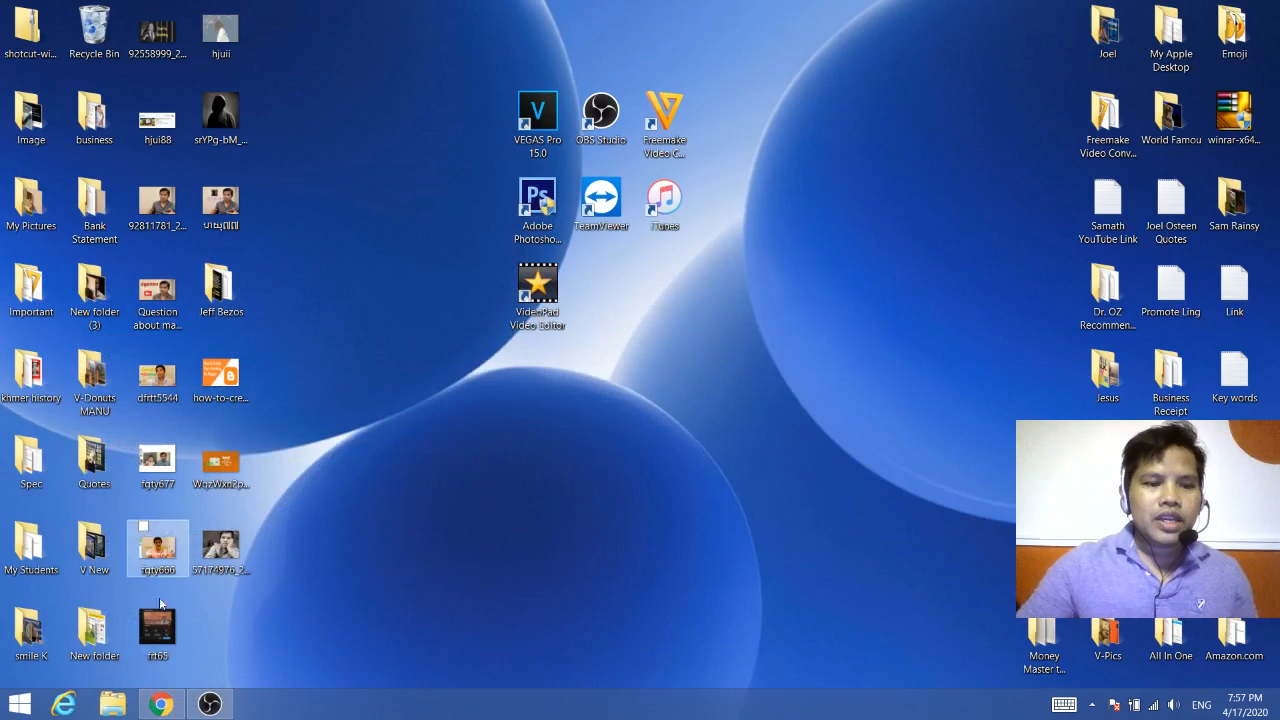 shotcut-wi...
Recycle Bin
92558999_2...
hjuii
Image
business
hjui88
srYPg-bM_...
My Pictures
Bank
Statement
92811781_2...
Important
New folder
(3)
Question
about ma...
Jeff Bezos
khmer history
V-Donuts
MANU
dfrtt5544
how-to-cre...
Spec
Quotes
fgty677
WqzWxn2p...
My Students
V New
fgty666
57174976_2...
smile K
New folder
frt65
VEGAS Pro
15.0
OBS Studio
Freemake
Video C...
Adobe
Photosho...
TeamViewer
iTunes
VideoPad
Video Editor
Joel
My Apple
Desktop
Emoji
Freemake
Video Conv...
World Famou
winrar-x64...
Samath
YouTube Link
Joel Osteen
Quotes
Sam Rainsy
Dr. OZ
Recommen...
Promote Ling
Link
Jesus
Business
Receipt
Key words
Money
Master t...
V-Pics
All In One
Amazon.com
ENG
7:57 PM
4/17/2020